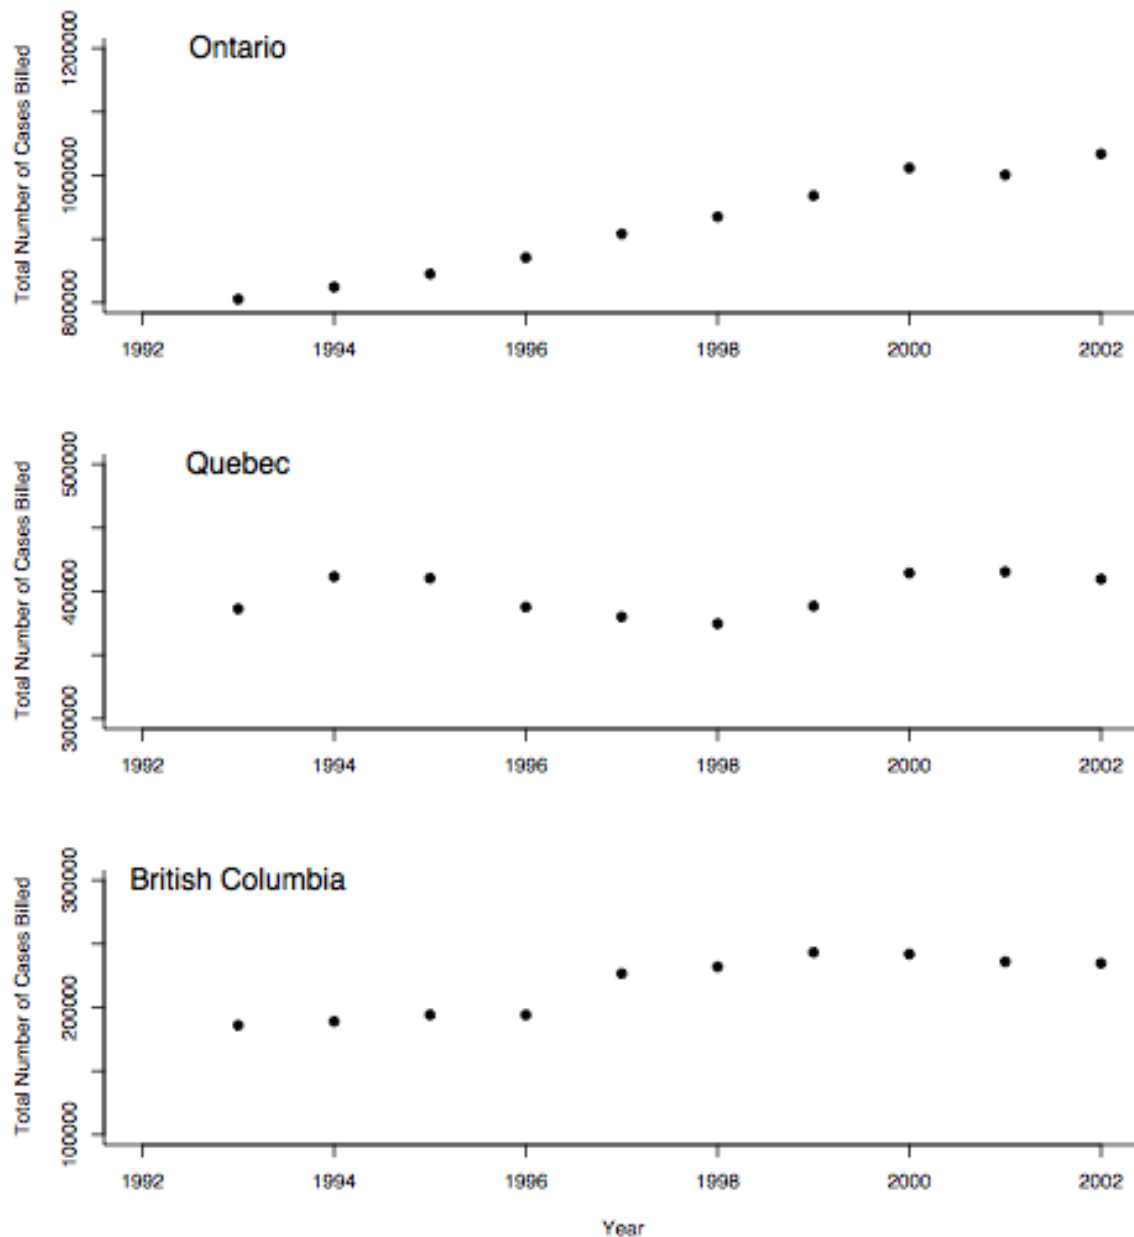 Ontario
Total Number of Cases Billed
1200000
1000000
800000
1992 1994 1996 1998 2000 2002
Quebec
Total Number of Cases Billed
500000
400000
300000
1992 1994 1996 1998 2000 2002
British Columbia
Total Number of Cases Billed
300000
200000
100000
1992 1994 1996 1998 2000 2002
Year